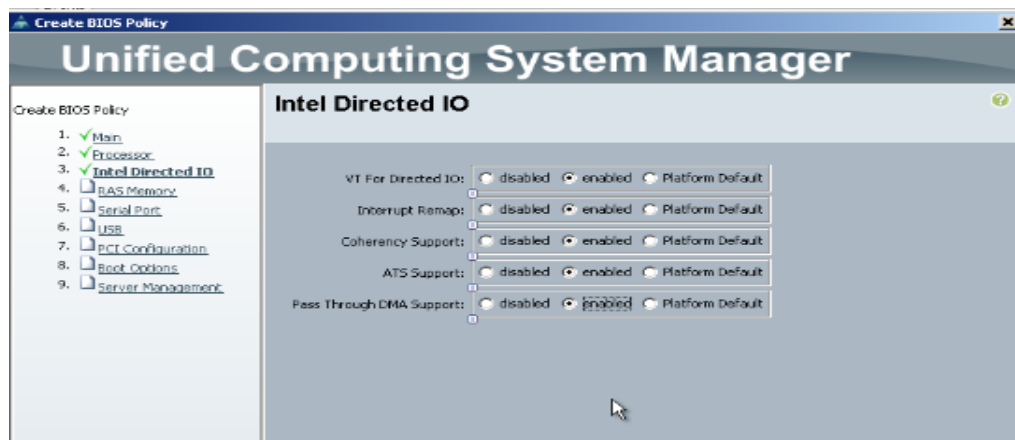 Create BIOS Policy
Unified Computing System Manager
Create BIOS Policy
1. Main
2. Processor
3. Intel Directed IO
4. RAS Memory
5. Serial Port
6. USB
7. PCI Configuration
8. Boot Options
9. Server Management
Intel Directed IO
VT For Directed IO: disabled enabled Platform Default
Interrupt Remap: disabled enabled Platform Default
Coherency Support: disabled enabled Platform Default
ATS Support: disabled enabled Platform Default
Pass Through DMA Support: disabled enabled Platform Default